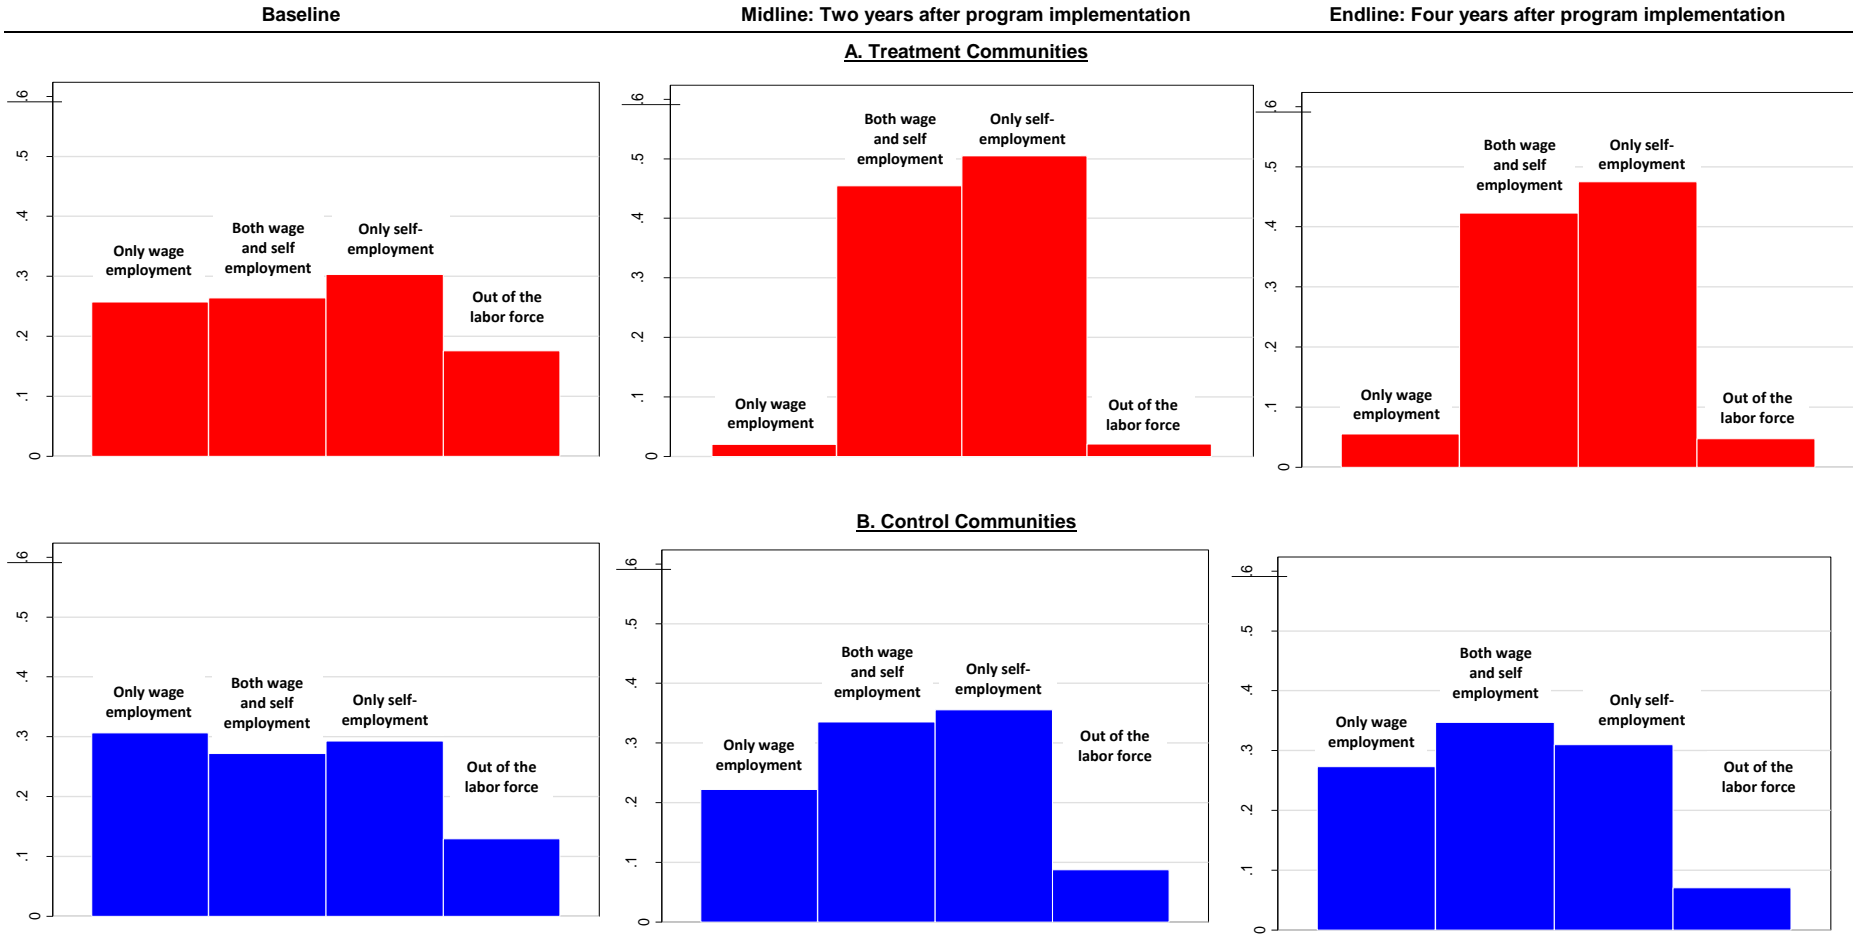 Baseline
Midline: Two years after program implementation
Endline: Four years after program implementation
A. Treatment Communities
.6
.5
.4
.3
.2
.1
0
Only wage
employment
Both wage
and self
employment
Only self-
employment
Out of the
labor force
.6
.5
.4
.3
.2
.1
0
Only wage
employment
Both wage
and self
employment
Only self-
employment
Out of the
labor force
.6
.5
.4
.3
.2
.1
0
Only wage
employment
Both wage
and self
employment
Only self-
employment
Out of the
labor force
B. Control Communities
.6
.5
.4
.3
.2
.1
0
Only wage
employment
Both wage
and self
employment
Only self-
employment
Out of the
labor force
.6
.5
.4
.3
.2
.1
0
Only wage
employment
Both wage
and self
employment
Only self-
employment
Out of the
labor force
.6
.5
.4
.3
.2
.1
0
Only wage
employment
Both wage
and self
employment
Only self-
employment
Out of the
labor force